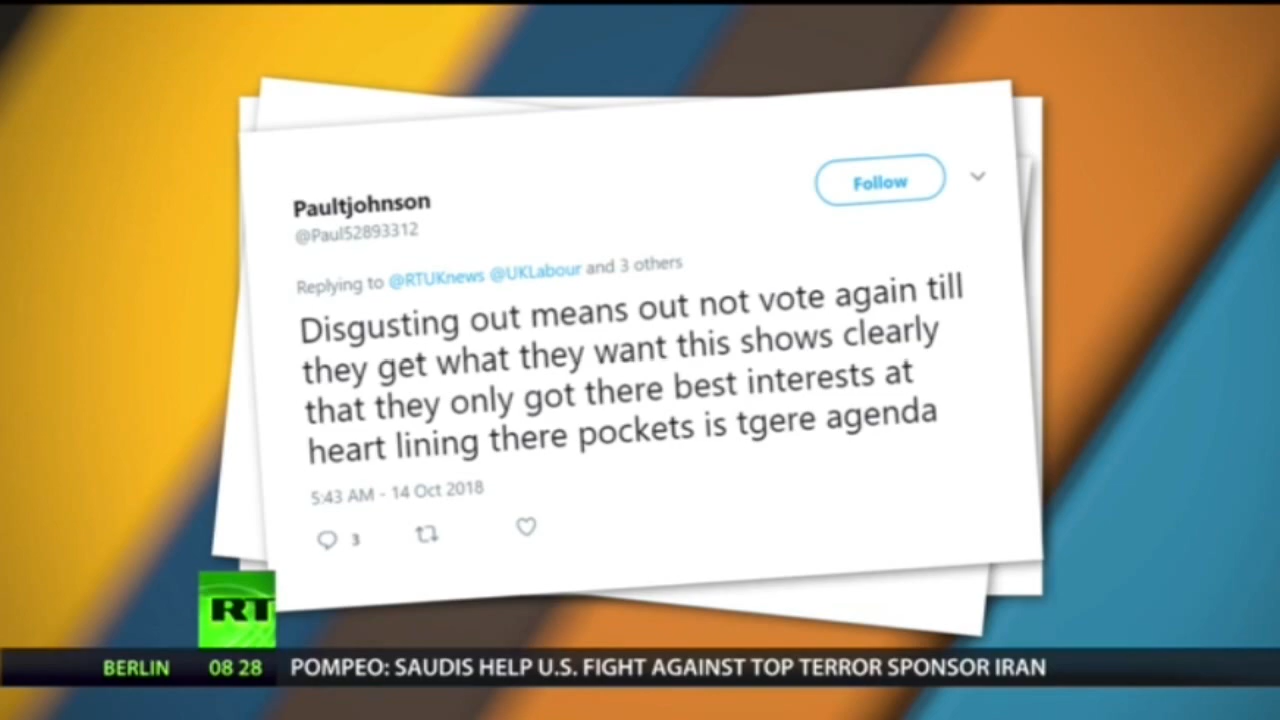 Paultjohnson
@Paul52893312
Follow
Replying to @RTUKnews @UKLabour and 3 others
Disgusting out means out not vote again till
they get what they want this shows clearly
that they only got there best interests at
heart lining there pockets is tgere agenda
5:43 AM - 14 Oct 2018
3
RT
BERLIN 08 28 POMPEO: SAUDIS HELP U.S. FIGHT AGAINST TOP TERROR SPONSOR IRAN